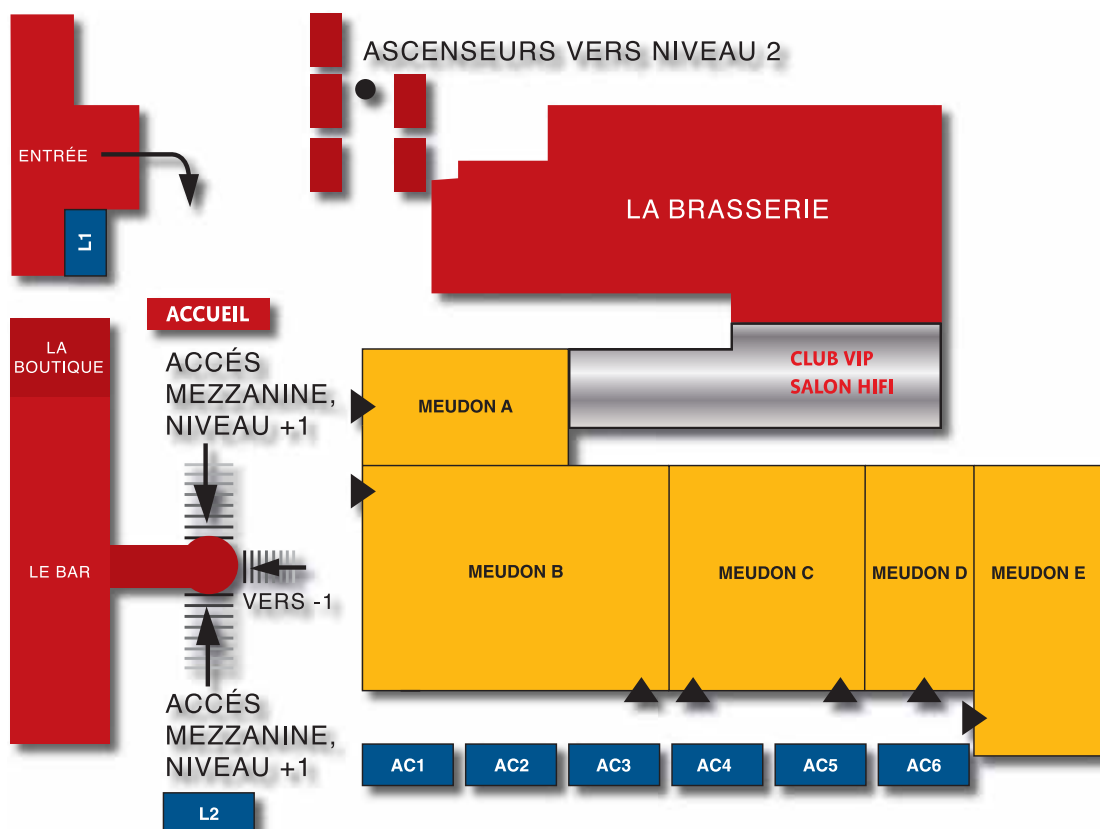 ASCENSEURS VERS NIVEAU 2
ENTRÉE
LA BRASSERIE
L1
ACCUEIL
LA
BOUTIQUE
ACCÉS
MEZZANINE,
NIVEAU +1
CLUB VIP
SALON HIFI
MEUDON A
LE BAR
MEUDON B
MEUDON C
MEUDON D
MEUDON E
VERS -1
ACCÉS
MEZZANINE,
NIVEAU +1
AC1
AC2
AC3
AC4
AC5
AC6
L2